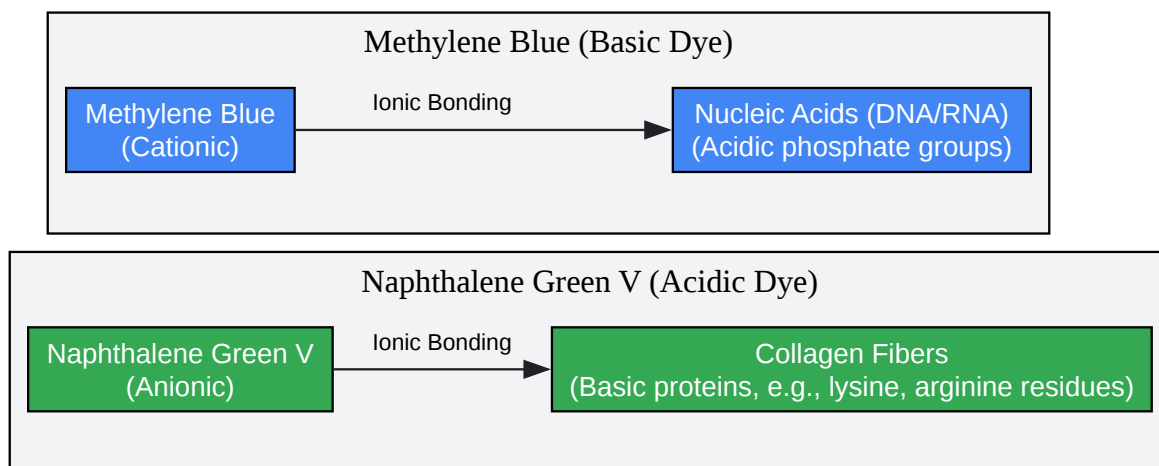 Methylene Blue (Basic Dye)
Methylene Blue
(Cationic)
Ionic Bonding
Nucleic Acids (DNA/RNA)
(Acidic phosphate groups)
Naphthalene Green V (Acidic Dye)
Naphthalene Green V
(Anionic)
Ionic Bonding
Collagen Fibers
(Basic proteins, e.g., lysine, arginine residues)